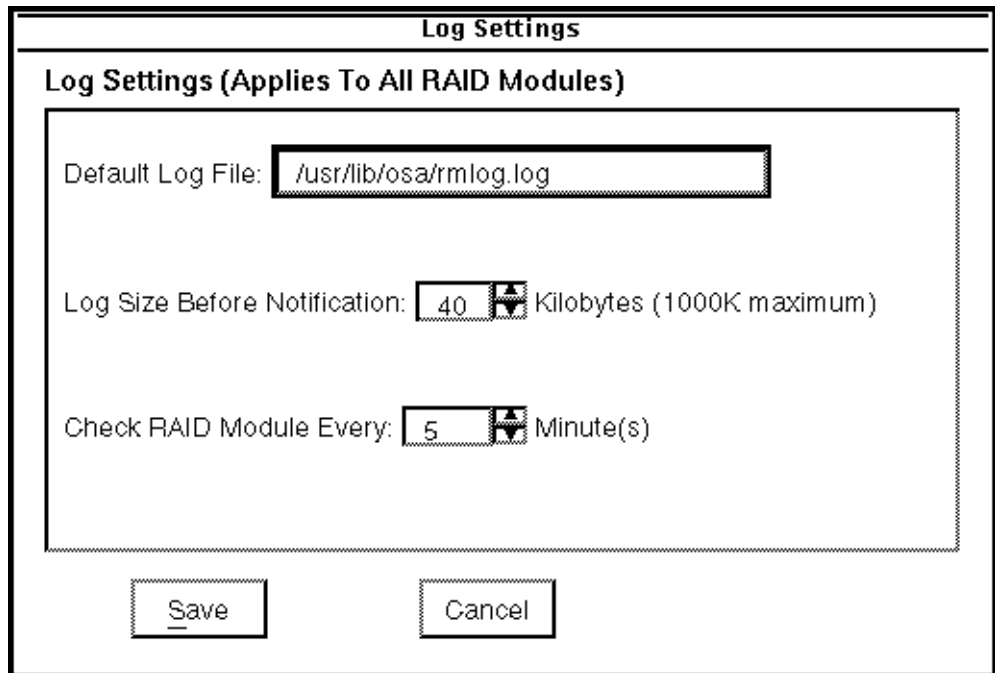 Log Settings
Log Settings (Applies To All RAID Modules)
Default Log File: /usr/lib/osa/rmlog.log
Log Size Before Notification: 40 Kilobytes (1000K maximum)
Check RAID Module Every: 5 Minute(s)
Save Cancel